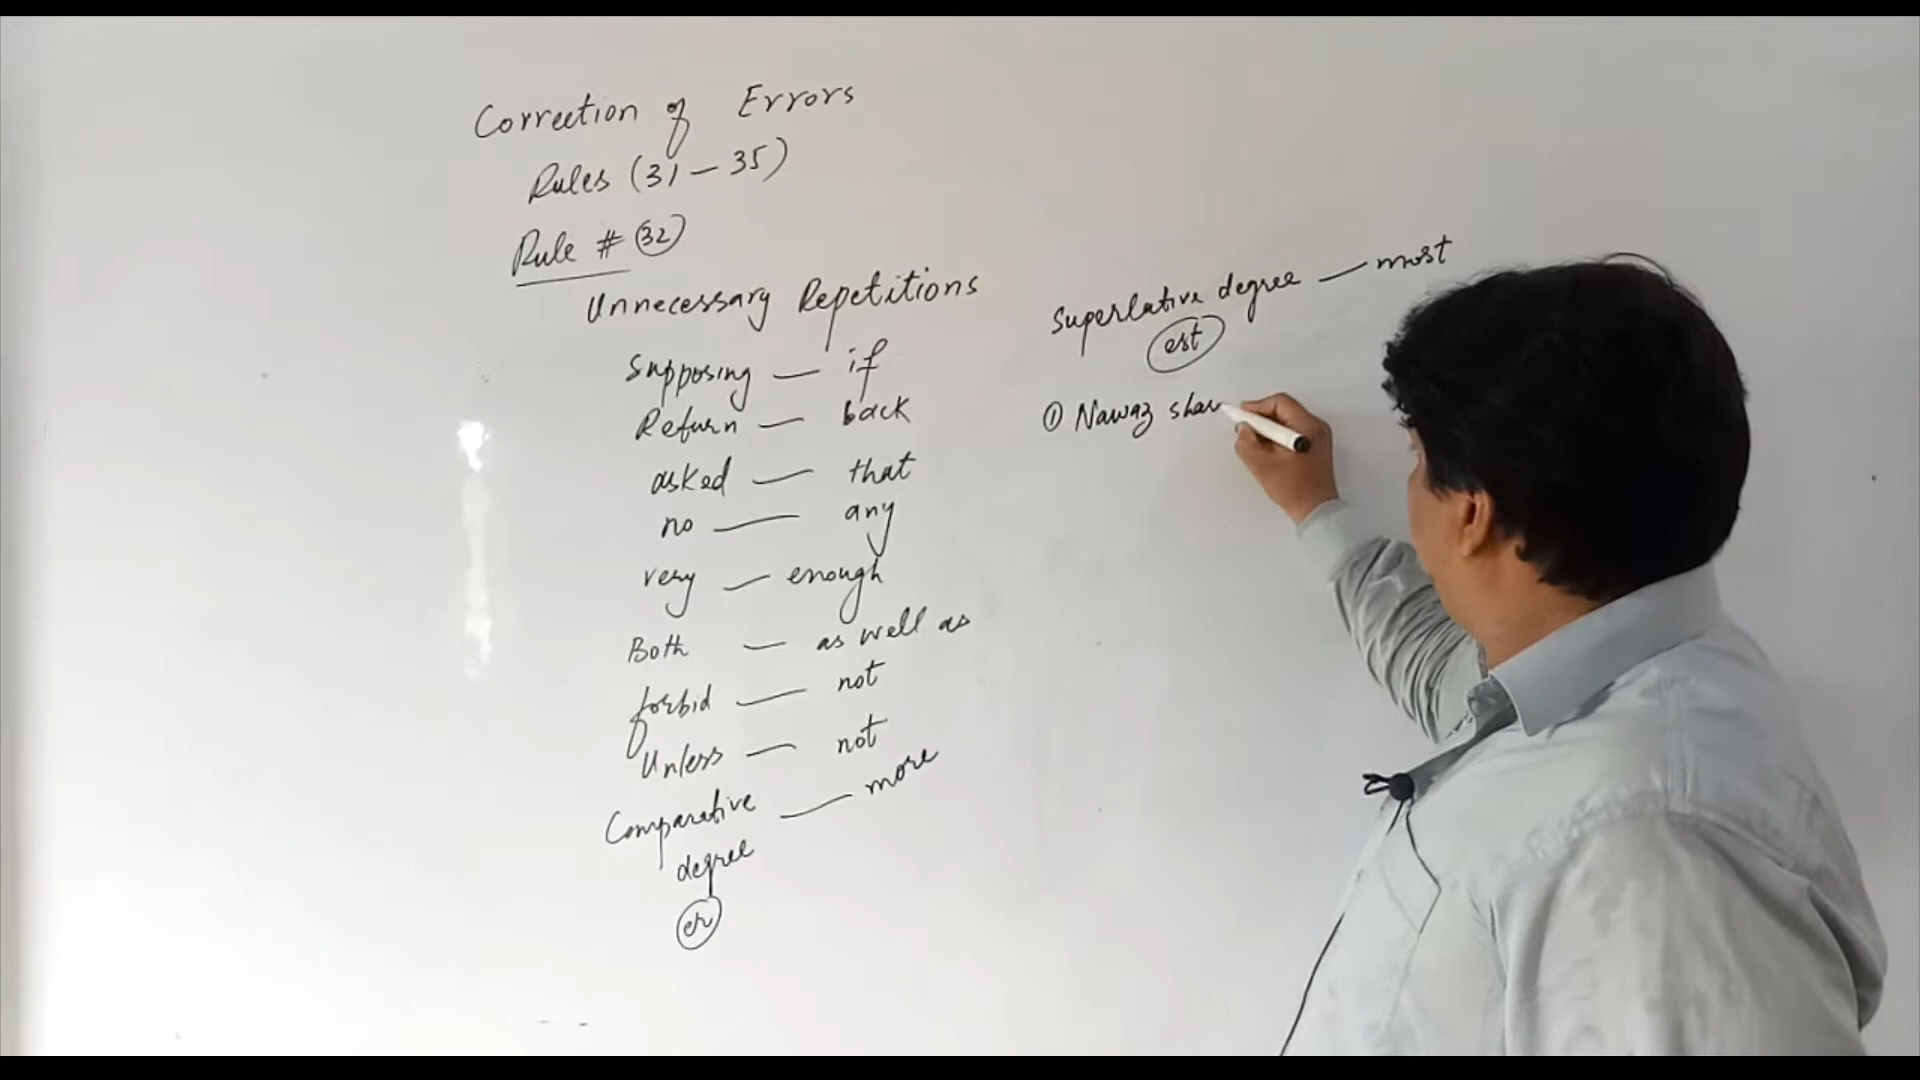 Correction of Errors
Rules (31 - 35)
Rule # 32
Unnecessary Repetitions
Supposing — if
Return — back
asked — that
no — any
very — enough
Both — as well as
forbid — not
Unless — not
Comparative — more
degree
er
Superlative degree — most
est
① Nawaz shar